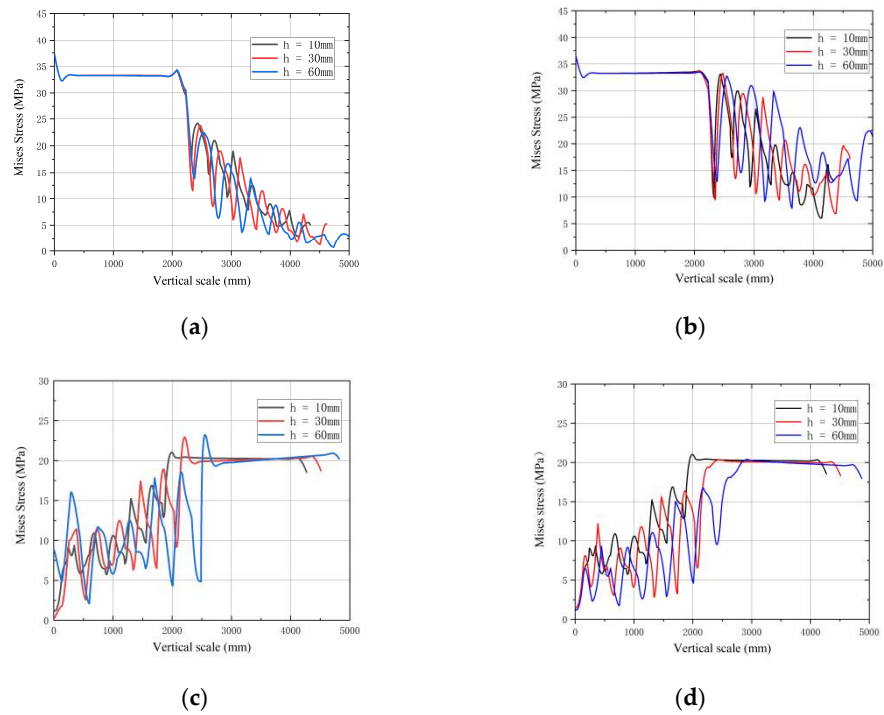 45
40
35
30
25
20
15
10
5
0
Mises Stress (MPa)
h = 10mm
h = 30mm
h = 60mm
0 1000 2000 3000 4000 5000
Vertical scale (mm)
(a)
45
40
35
30
25
20
15
10
5
0
Mises Stress (MPa)
h = 10mm
h = 30mm
h = 60mm
0 1000 2000 3000 4000 5000
Vertical scale (mm)
(b)
30
25
20
15
10
5
0
Mises Stress (MPa)
h = 10mm
h = 30mm
h = 60mm
0 1000 2000 3000 4000 5000
Vertical scale (mm)
(c)
30
25
20
15
10
5
0
Mises stress (MPa)
h = 10mm
h = 30mm
h = 60mm
0 1000 2000 3000 4000 5000
Vertical scale (mm)
(d)